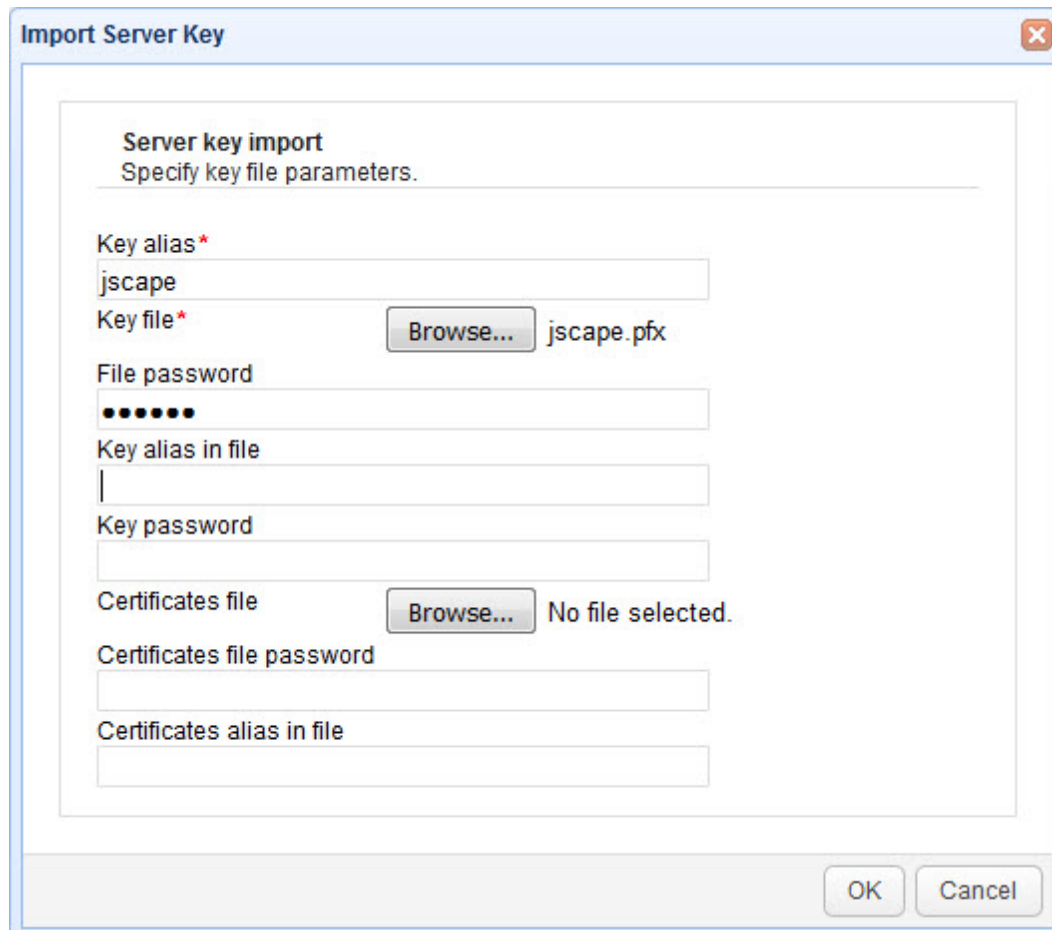 Import Server Key
Server key import
Specify key file parameters.
Key alias*
jscape
Key file* Browse... jscape.pfx
File password
••••••
Key alias in file
Key password
Certificates file Browse... No file selected.
Certificates file password
Certificates alias in file
OK Cancel